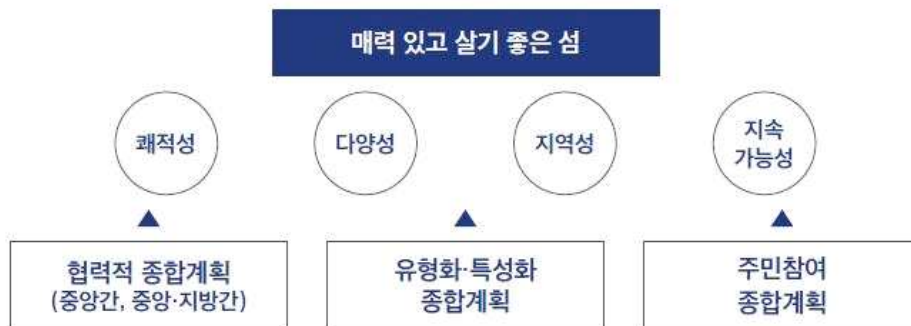 매력 있고 살기 좋은 섬
쾌적성
다양성
지역성
지속
가능성
협력적 종합계획
(중앙간, 중앙·지방간)
유형화·특성화
종합계획
주민참여
종합계획